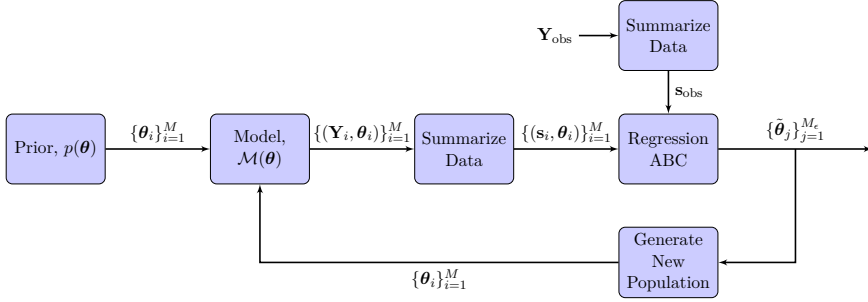 Y_obs
Summarize
Data
s_obs
Prior, p(θ)
{θ_i}_{i=1}^M
Model,
ℳ(θ)
{(Y_i, θ_i)}_{i=1}^M
Summarize
Data
{(s_i, θ_i)}_{i=1}^M
Regression
ABC
{θ̃_j}_{j=1}^{M_ϵ}
Generate
New
Population
{θ_i}_{i=1}^M